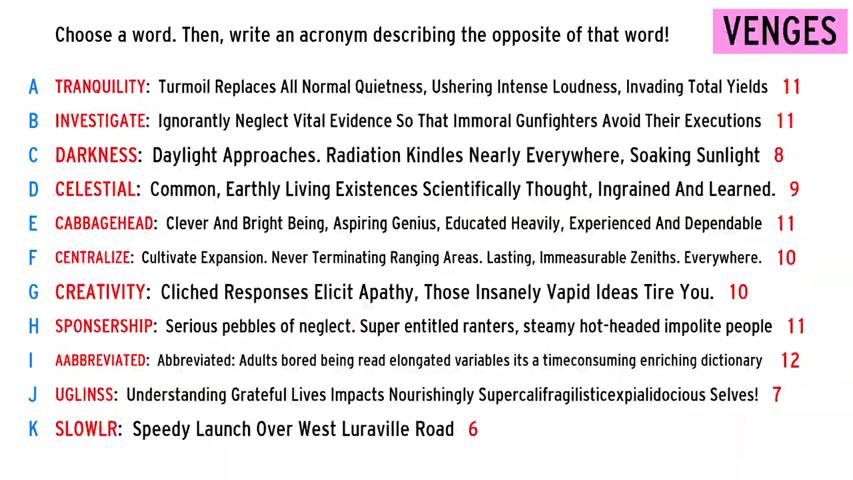 Choose a word. Then, write an acronym describing the opposite of that word!
VENGES
A TRANQUILITY: Turmoil Replaces All Normal Quietness, Ushering Intense Loudness, Invading Total Yields 11
B INVESTIGATE: Ignorantly Neglect Vital Evidence So That Immoral Gunfighters Avoid Their Executions 11
C DARKNESS: Daylight Approaches. Radiation Kindles Nearly Everywhere, Soaking Sunlight 8
D CELESTIAL: Common, Earthly Living Existences Scientifically Thought, Ingrained And Learned. 9
E CABBAGEHEAD: Clever And Bright Being, Aspiring Genius, Educated Heavily, Experienced And Dependable 11
F CENTRALIZE: Cultivate Expansion. Never Terminating Ranging Areas. Lasting, Immeasurable Zeniths. Everywhere. 10
G CREATIVITY: Cliched Responses Elicit Apathy, Those Insanely Vapid Ideas Tire You. 10
H SPONSERSHIP: Serious pebbles of neglect. Super entitled ranters, steamy hot-headed impolite people 11
I AABBREVIATED: Abbreviated: Adults bored being read elongated variables its a timeconsuming enriching dictionary 12
J UGLINSS: Understanding Grateful Lives Impacts Nourishingly Supercalifragilisticexpialidocious Selves! 7
K SLOWLR: Speedy Launch Over West Luraville Road 6